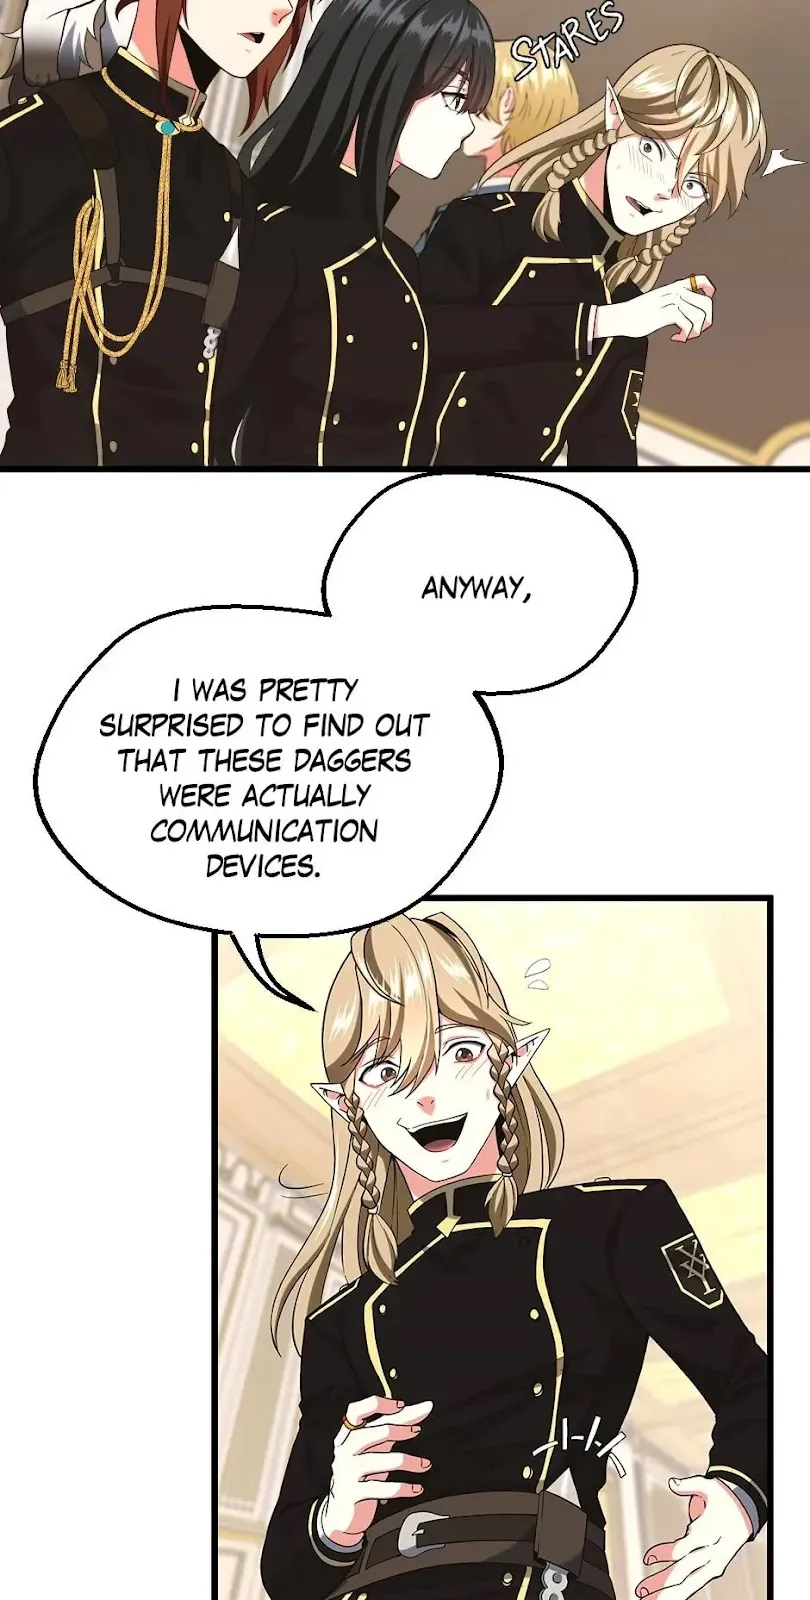 STARES
ANYWAY,
I WAS PRETTY
SURPRISED TO FIND OUT
THAT THESE DAGGERS
WERE ACTUALLY
COMMUNICATION
DEVICES.